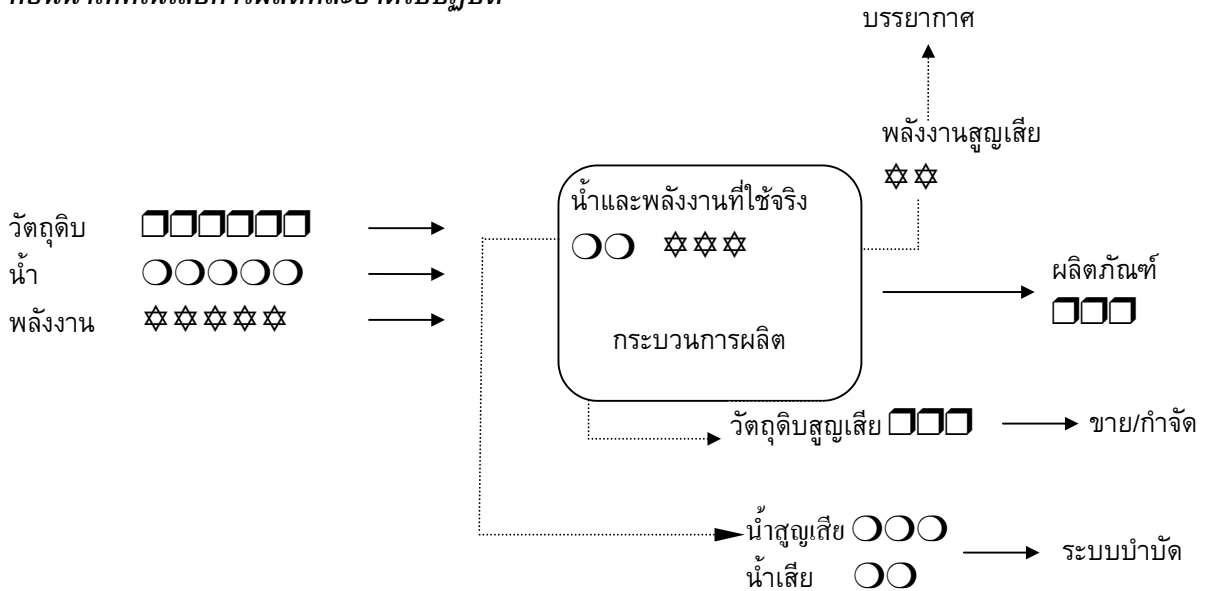 บรรยากาศ
พลังงานสูญเสีย
น้ำและพลังงานที่ใช้จริง
วัตถุดิบ
น้ำ
พลังงาน
ผลิตภัณฑ์
กระบวนการผลิต
วัตถุดิบสูญเสีย
ขาย/กำจัด
น้ำสูญเสีย
น้ำเสีย
ระบบบำบัด